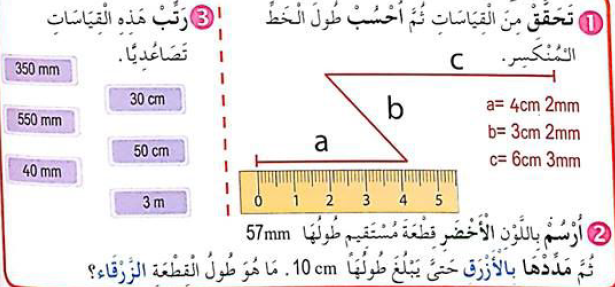 ① تَحَقَّقْ مِنَ الْقِيَاسَاتِ ثُمَّ أَحْسُبْ طُولَ الْخَطِّ
الْمُنْكَسِرِ.
c
b
a
a= 4cm 2mm
b= 3cm 2mm
c= 6cm 3mm
0 1 2 3 4 5
② أَرْسُمُ بِاللَّوْنِ الْأَخْضَرِ قِطْعَةَ مُسْتَقِيمٍ طُولُهَا 57mm
ثُمَّ مَدِّدْهَا بِالْأَزْرَقِ حَتَّى يَبْلُغَ طُولُهَا 10 cm. مَا هُوَ طُولُ الْقِطْعَةِ الزَّرْقَاءِ؟
③ رَتِّبْ هَذِهِ الْقِيَاسَاتِ
تَصَاعُدِيًّا.
350 mm
30 cm
550 mm
50 cm
40 mm
3 m